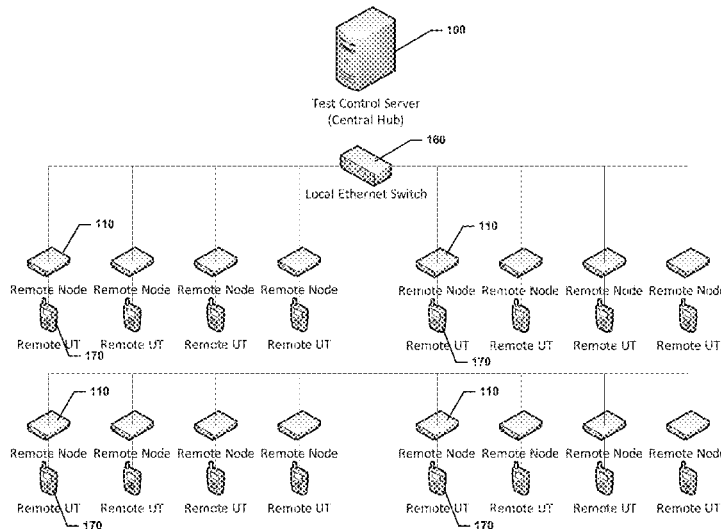 100
Test Control Server
(Central Hub)
160
Local Ethernet Switch
110 110
Remote Node Remote Node Remote Node Remote Node Remote Node Remote Node Remote Node Remote Node
Remote UT Remote UT Remote UT Remote UT Remote UT Remote UT Remote UT Remote UT
170 170
110 110
Remote Node Remote Node Remote Node Remote Node Remote Node Remote Node Remote Node Remote Node
Remote UT Remote UT Remote UT Remote UT Remote UT Remote UT Remote UT Remote UT
170 170